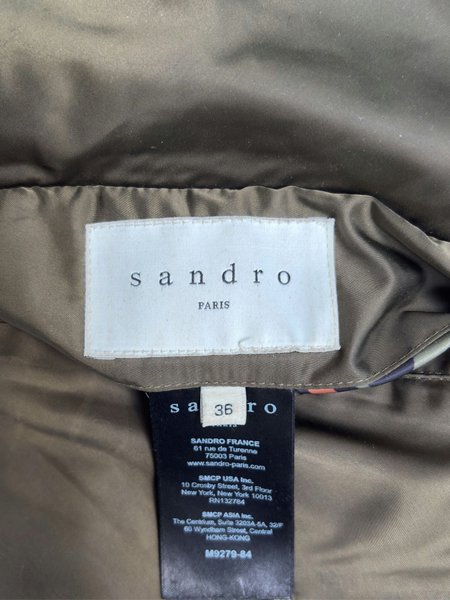 sandro
PARIS
36
sa ro
PARIS
SANDRO FRANCE
61 rue de Turenne
75003 Paris
www.sandro-paris.com
SMCP USA Inc.
10 Crosby Street, 3rd Floor
New York, New York 10013
RN132784
SMCP ASIA Inc.
The Centrium, Suite 3203A-5A, 32/F
60 Wyndham Street, Central
HONG-KONG
M9279-84